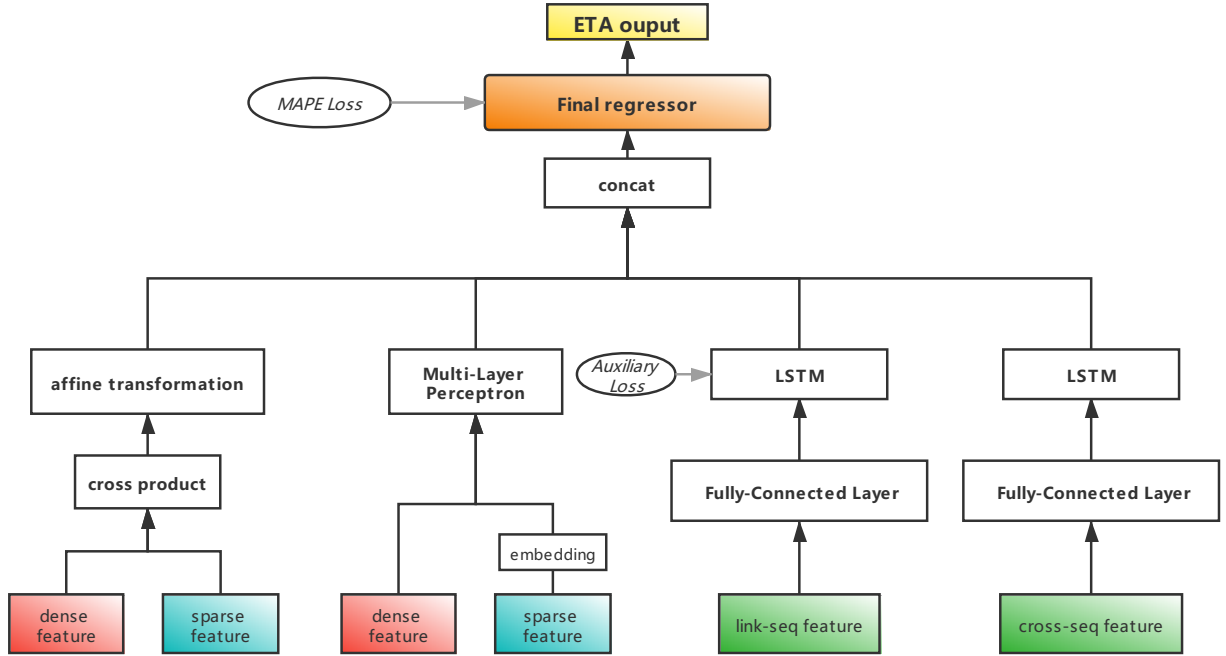 ETA ouput
MAPE Loss
Final regressor
concat
affine transformation
Multi-Layer
Perceptron
Auxiliary
Loss
LSTM
LSTM
cross product
Fully-Connected Layer
Fully-Connected Layer
embedding
dense
feature
sparse
feature
dense
feature
sparse
feature
link-seq feature
cross-seq feature